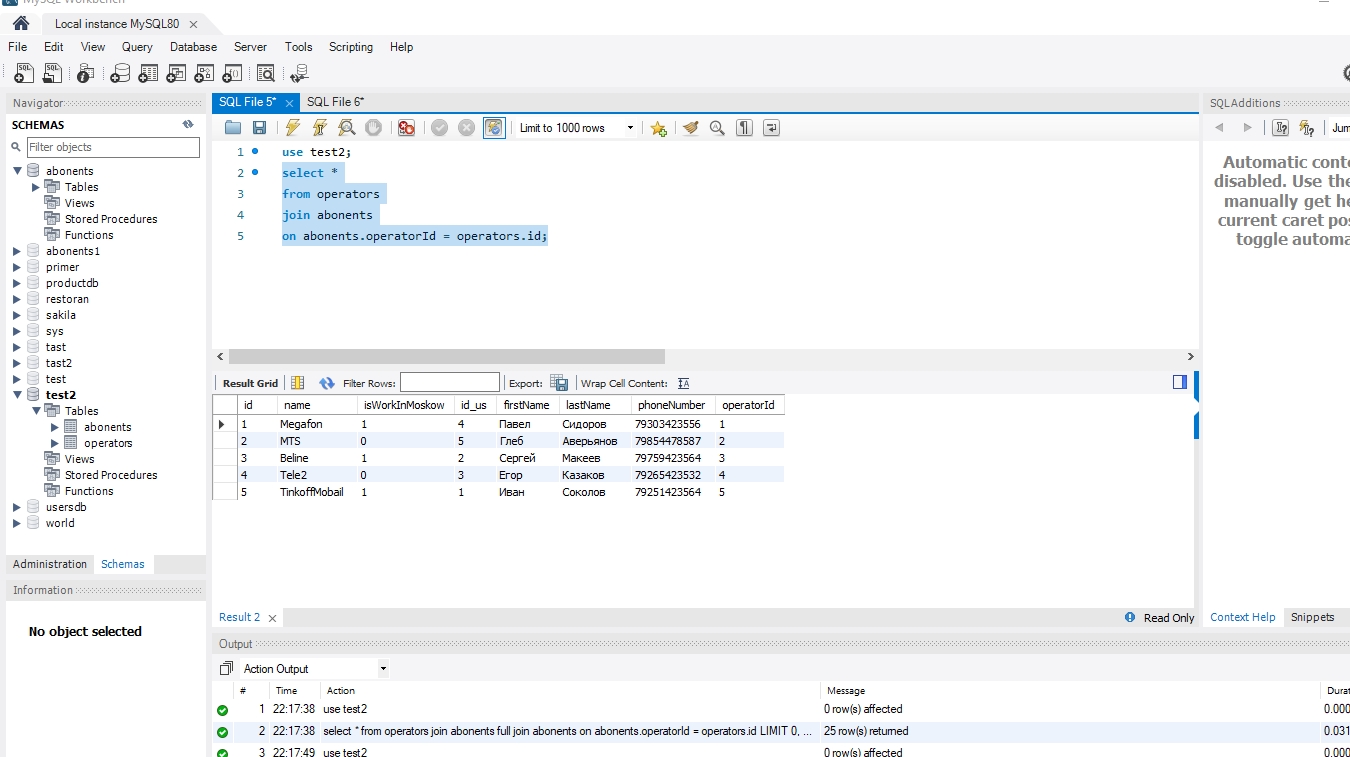 MySQL Workbench
Local instance MySQL80
File Edit View Query Database Server Tools Scripting Help
Navigator
SCHEMAS
Filter objects
abonents
Tables
Views
Stored Procedures
Functions
abonents1
primer
productdb
restoran
sakila
sys
tast
tast2
test
test2
Tables
abonents
operators
Views
Stored Procedures
Functions
usersdb
world
Administration Schemas
Information
No object selected
SQL File 5* SQL File 6*
Limit to 1000 rows
1 use test2;
2 select *
3 from operators
4 join abonents
5 on abonents.operatorId = operators.id;
Result Grid Filter Rows: Export: Wrap Cell Content:
id name isWorkInMoskow id_us firstName lastName phoneNumber operatorId
1 Megafon 1 4 Павел Сидоров 79303423556 1
2 MTS 0 5 Глеб Аверьянов 79854478587 2
3 Beline 1 2 Сергей Макеев 79759423564 3
4 Tele2 0 3 Егор Казаков 79265423532 4
5 TinkoffMobail 1 1 Иван Соколов 79251423564 5
Result 2 Read Only
Output
Action Output
# Time Action Message
1 22:17:38 use test2 0 row(s) affected 0.000
2 22:17:38 select * from operators join abonents full join abonents on abonents.operatorId = operators.id LIMIT 0, ... 25 row(s) returned 0.031
3 22:17:49 use test2 0 row(s) affected 0.000
SQLAdditions
Automatic
disabled. Use the
manually get
current caret
toggle
Context Help Snippets